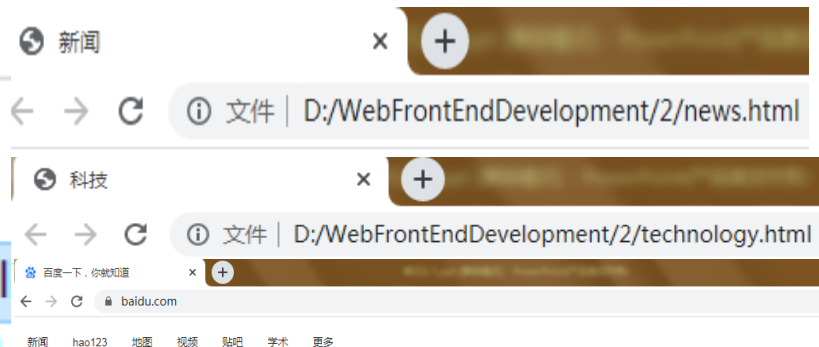 新闻
文件 D:/WebFrontEndDevelopment/2/news.html
科技
文件 D:/WebFrontEndDevelopment/2/technology.html
百度一下，你就知道
baidu.com
新闻 hao123 地图 视频 贴吧 学术 更多